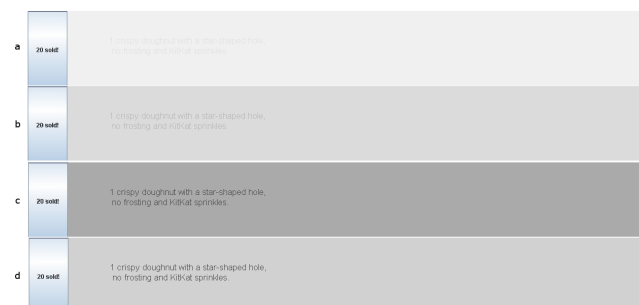 a
20 sold!
1 crispy doughnut with a star-shaped hole,
no frosting and KitKat sprinkles.
b
20 sold!
1 crispy doughnut with a star-shaped hole,
no frosting and KitKat sprinkles.
c
20 sold!
1 crispy doughnut with a star-shaped hole,
no frosting and KitKat sprinkles.
d
20 sold!
1 crispy doughnut with a star-shaped hole,
no frosting and KitKat sprinkles.